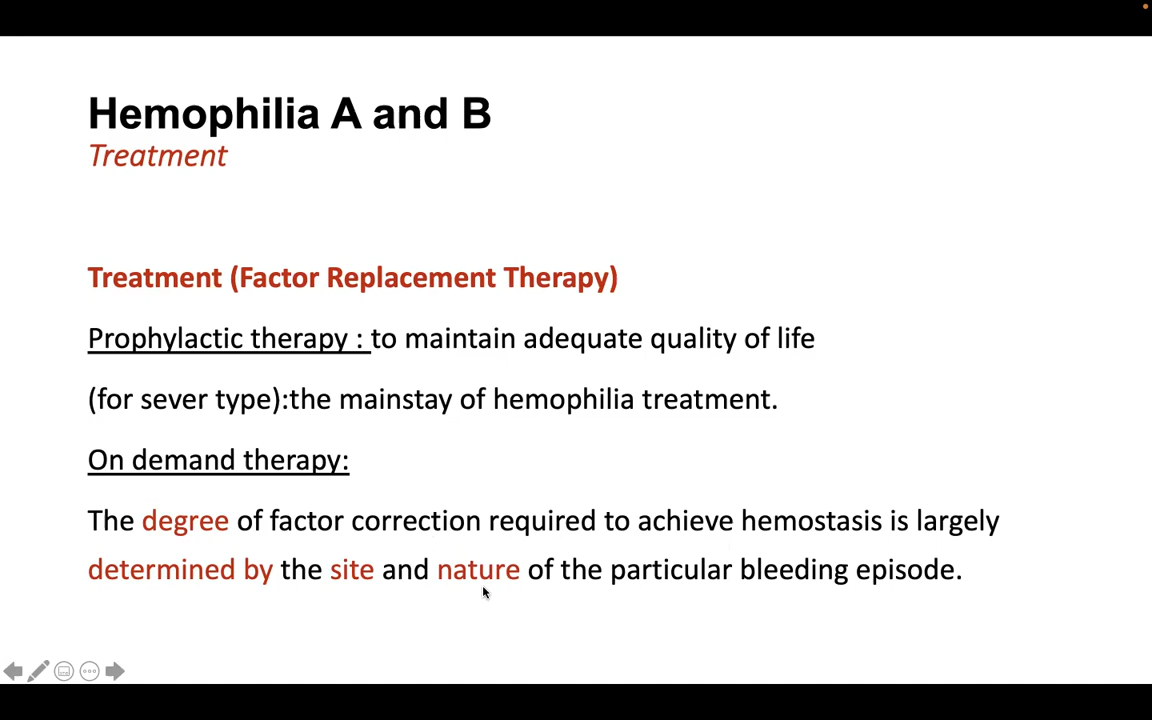 Hemophilia A and B
Treatment
Treatment (Factor Replacement Therapy)
Prophylactic therapy : to maintain adequate quality of life
(for sever type):the mainstay of hemophilia treatment.
On demand therapy:
The degree of factor correction required to achieve hemostasis is largely
determined by the site and nature of the particular bleeding episode.